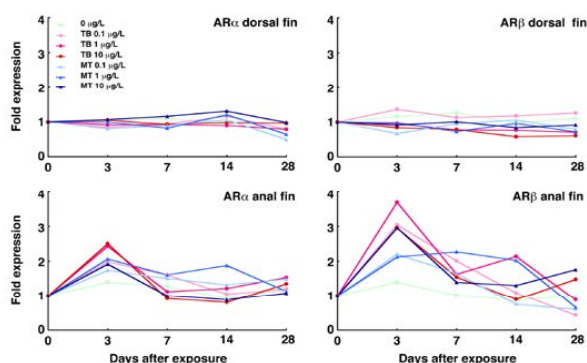 ARα dorsal fin
ARβ dorsal fin
0 µg/L
TB 0.1 µg/L
TB 1 µg/L
TB 10 µg/L
MT 0.1 µg/L
MT 1 µg/L
MT 10 µg/L
Fold expression
4
3
2
1
0
0 3 7 14 28
4
3
2
1
0
0 3 7 14 28
ARα anal fin
ARβ anal fin
Fold expression
4
3
2
1
0
0 3 7 14 28
4
3
2
1
0
0 3 7 14 28
Days after exposure
Days after exposure